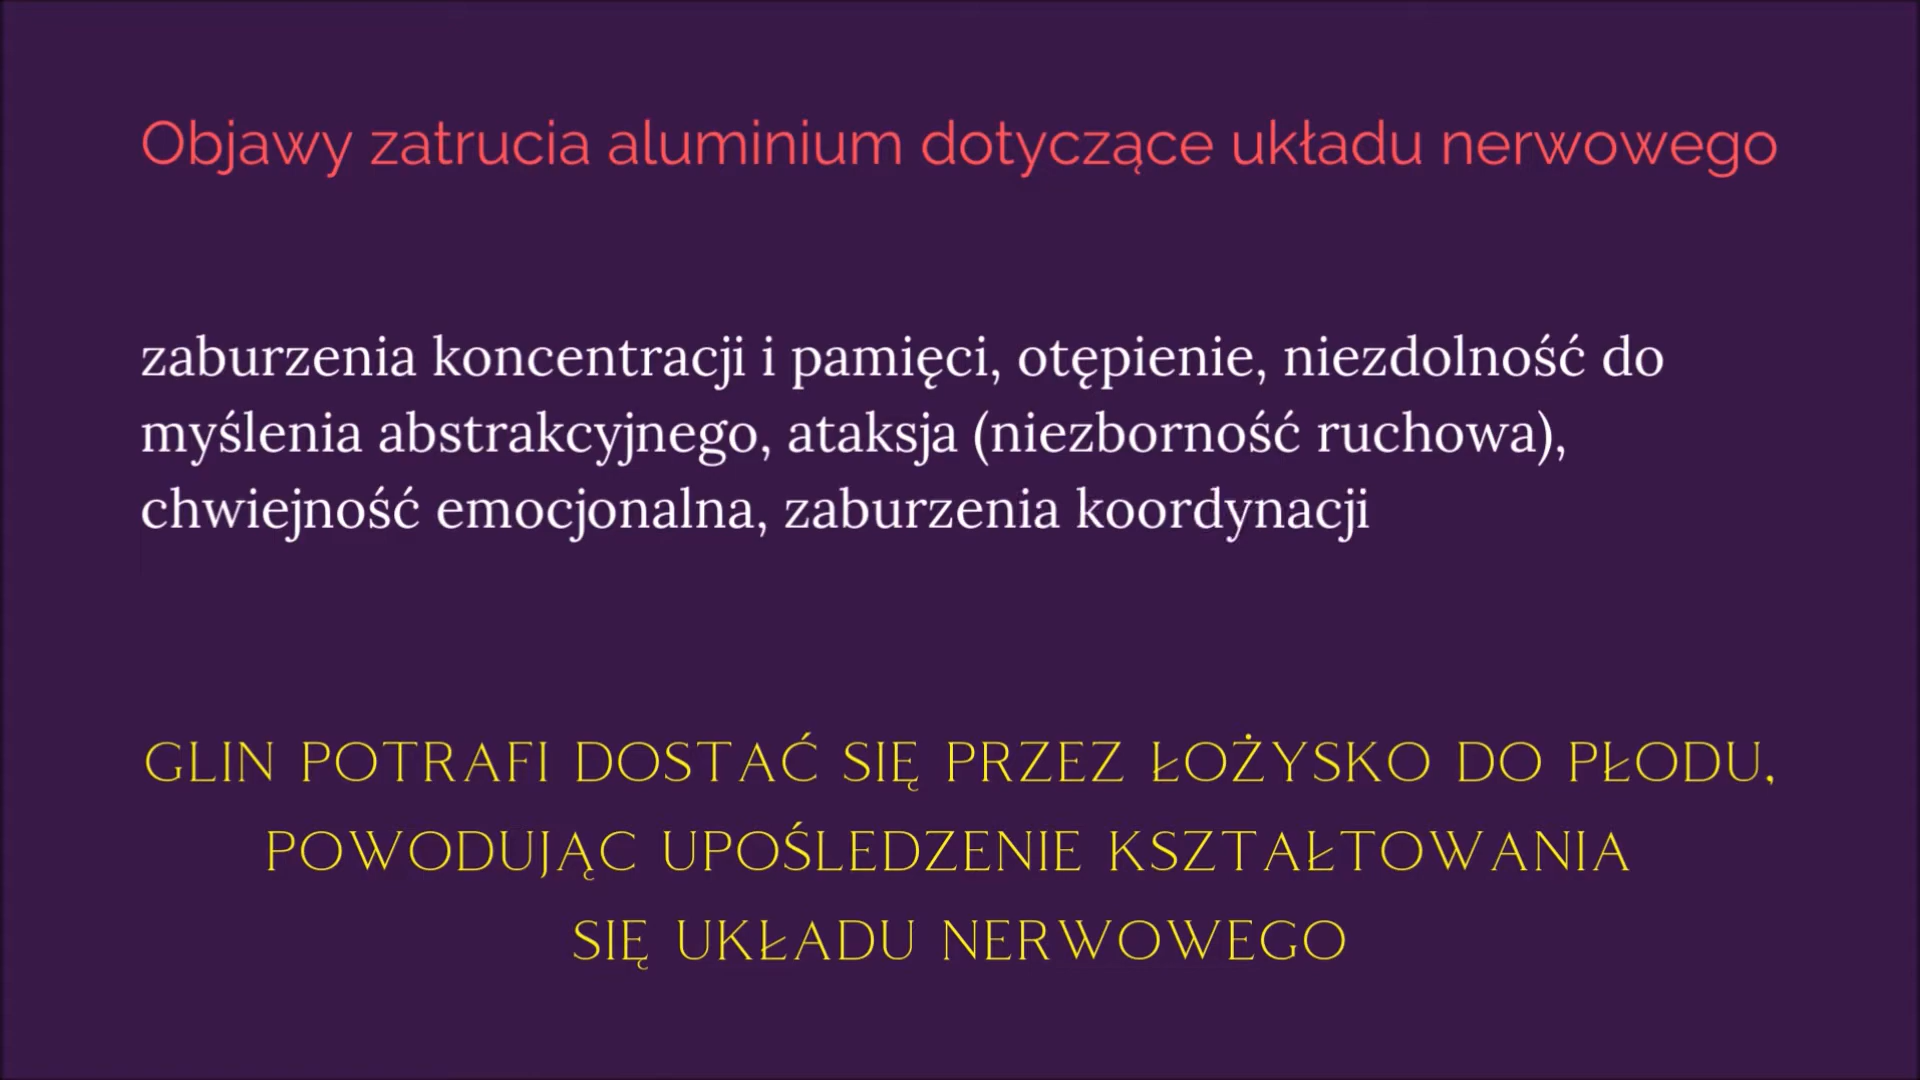 Objawy zatrucia aluminium dotyczące układu nerwowego
zaburzenia koncentracji i pamięci, otępienie, niezdolność do
myślenia abstrakcyjnego, ataksja (niezborność ruchowa),
chwiejność emocjonalna, zaburzenia koordynacji
GLIN POTRAFI DOSTAĆ SIĘ PRZEZ ŁOŻYSKO DO PŁODU,
POWODUJĄC UPOŚLEDZENIE KSZTAŁTOWANIA
SIĘ UKŁADU NERWOWEGO